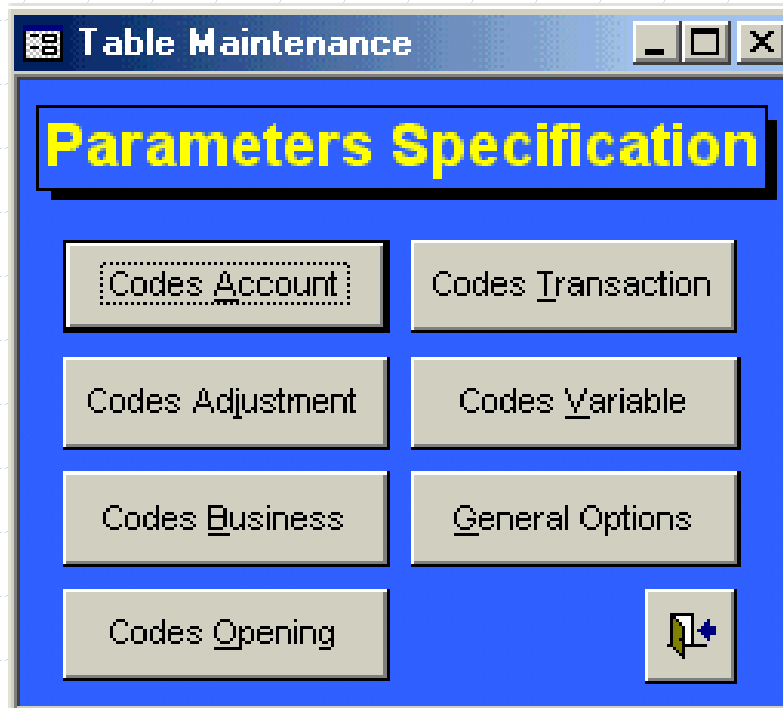 Table Maintenance
Parameters Specification
Codes Account
Codes Transaction
Codes Adjustment
Codes Variable
Codes Business
General Options
Codes Opening